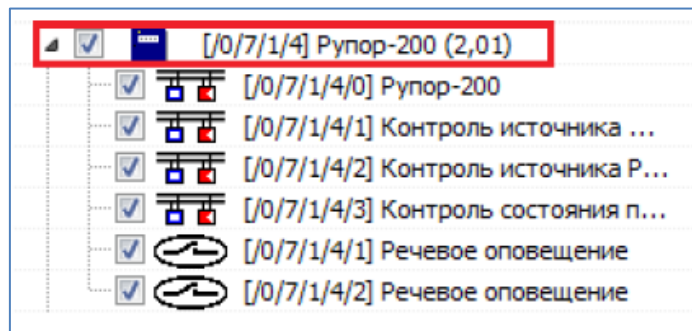 [/0/7/1/4] Рупор-200 (2,01)
[/0/7/1/4/0] Рупор-200
[/0/7/1/4/1] Контроль источника ...
[/0/7/1/4/2] Контроль источника Р...
[/0/7/1/4/3] Контроль состояния п...
[/0/7/1/4/1] Речевое оповещение
[/0/7/1/4/2] Речевое оповещение